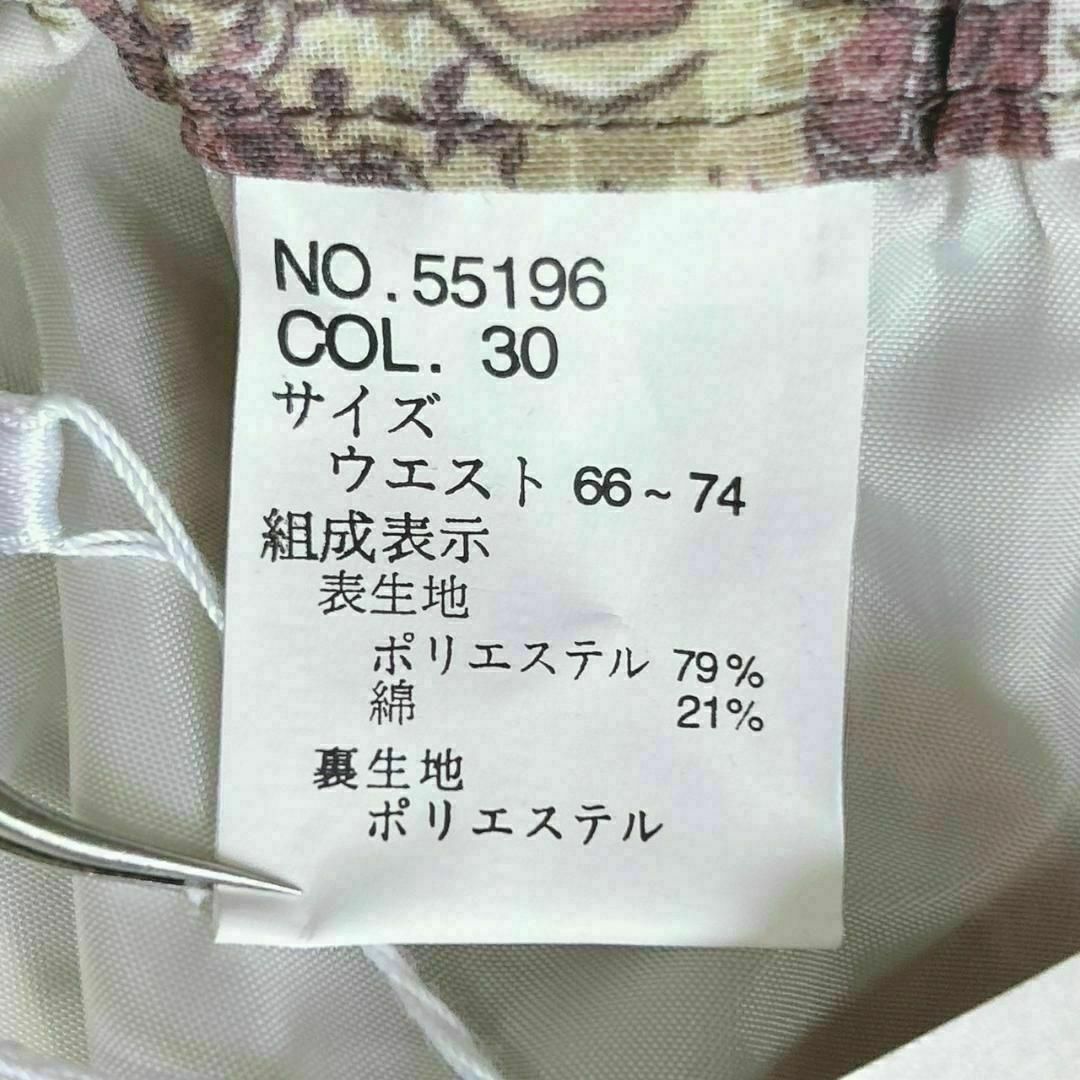 NO.55196
COL. 30
サイズ
ウエスト 66~74
組成表示
表生地
ポリエステル 79%
綿 21%
裏生地
ポリエステル